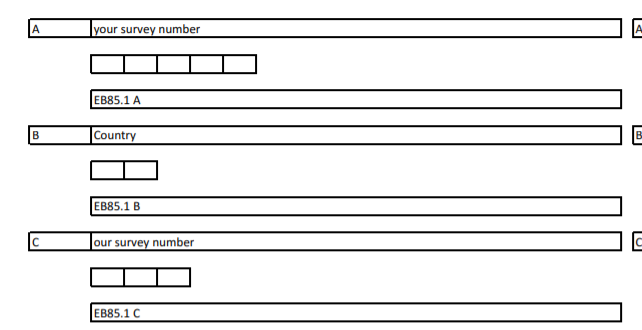 A your survey number A
EB85.1 A
B Country B
EB85.1 B
C our survey number C
EB85.1 C